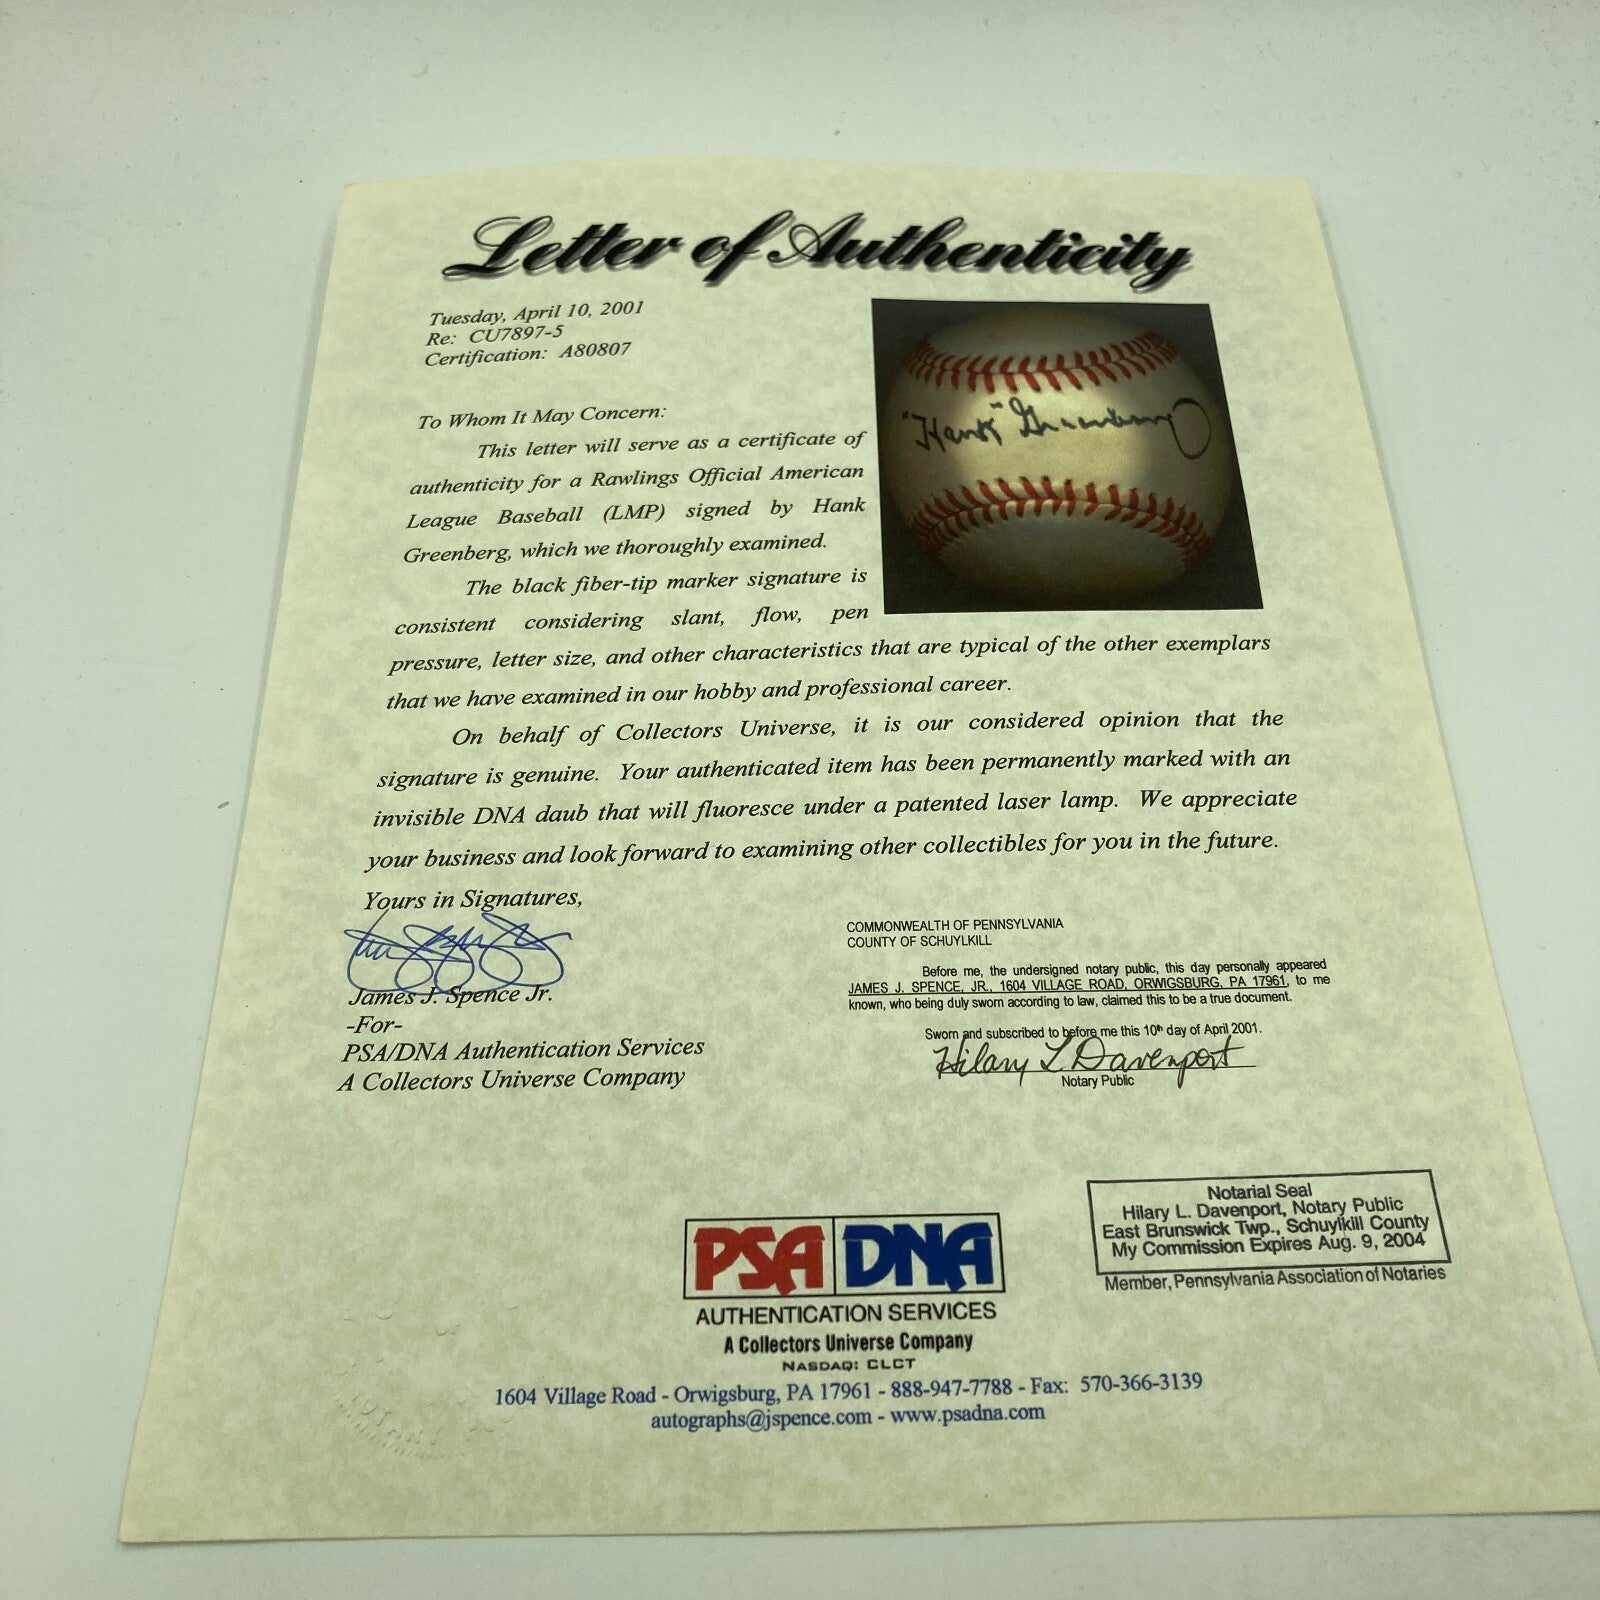 Letter of Authenticity
Tuesday, April 10, 2001
Re: CU7897-5
Certification: A80807
"Hank" Greenberg
To Whom It May Concern:
This letter will serve as a certificate of
authenticity for a Rawlings Official American
League Baseball (LMP) signed by Hank
Greenberg, which we thoroughly examined.
The black fiber-tip marker signature is
consistent considering slant, flow, pen
pressure, letter size, and other characteristics that are typical of the other exemplars
that we have examined in our hobby and professional career.
On behalf of Collectors Universe, it is our considered opinion that the
signature is genuine. Your authenticated item has been permanently marked with an
invisible DNA daub that will fluoresce under a patented laser lamp. We appreciate
your business and look forward to examining other collectibles for you in the future.
Yours in Signatures,
James J. Spence Jr.
-For-
PSA/DNA Authentication Services
A Collectors Universe Company
COMMONWEALTH OF PENNSYLVANIA
COUNTY OF SCHUYLKILL
Before me, the undersigned notary public, this day personally appeared
JAMES J. SPENCE, JR., 1604 VILLAGE ROAD, ORWIGSBURG, PA 17961, to me
known, who being duly sworn according to law, claimed this to be a true document.
Sworn and subscribed to before me this 10th day of April 2001.
Hilary L Davenport
Notary Public
Notarial Seal
Hilary L. Davenport, Notary Public
East Brunswick Twp., Schuylkill County
My Commission Expires Aug. 9, 2004
Member, Pennsylvania Association of Notaries
PSA DNA
AUTHENTICATION SERVICES
A Collectors Universe Company
NASDAQ: CLCT
1604 Village Road - Orwigsburg, PA 17961 - 888-947-7788 - Fax: 570-366-3139
autographs@jspence.com - www.psadna.com